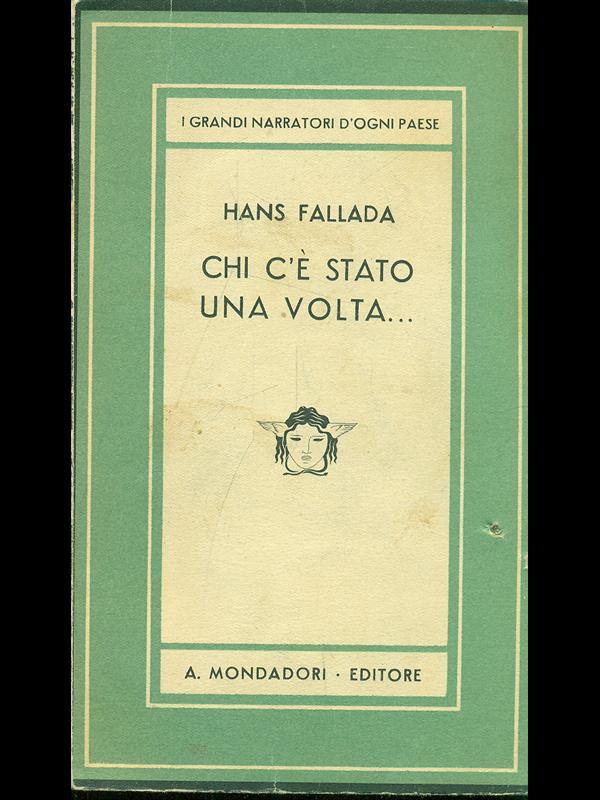 I GRANDI NARRATORI D'OGNI PAESE
HANS FALLADA
CHI C'È STATO
UNA VOLTA...
A. MONDADORI · EDITORE